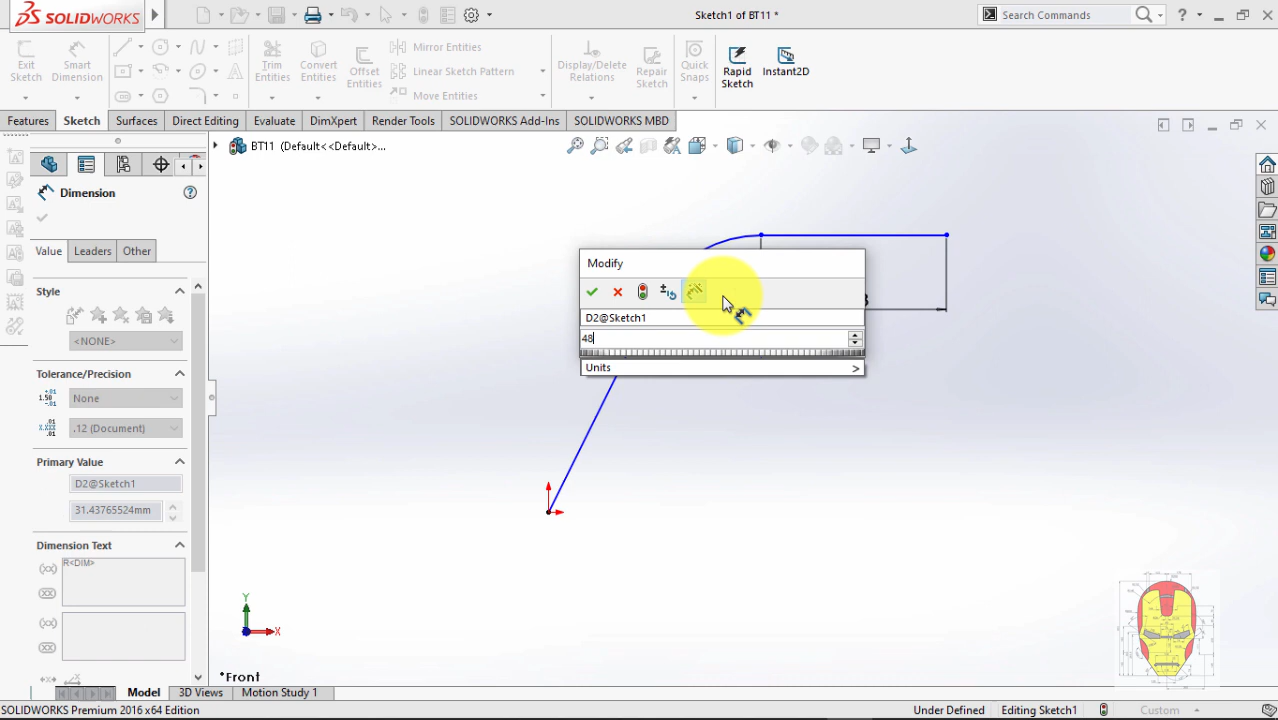 SOLIDWORKS
Sketch1 of BT11 *
Search Commands
?
Exit Sketch
Smart Dimension
Trim Entities
Convert Entities
Offset Entities
Mirror Entities
Linear Sketch Pattern
Move Entities
Display/Delete Relations
Repair Sketch
Quick Snaps
Rapid Sketch
Instant2D
Features Sketch Surfaces Direct Editing Evaluate DimXpert Render Tools SOLIDWORKS Add-Ins SOLIDWORKS MBD
BT11 (Default<<Default>...
Dimension
Value Leaders Other
Style
<NONE>
Tolerance/Precision
None
.12 (Document)
Primary Value
D2@Sketch1
31.43765524mm
Dimension Text
R<DIM>
Modify
D2@Sketch1
48
Units >
Y
X
*Front
Model 3D Views Motion Study 1
SOLIDWORKS Premium 2016 x64 Edition
Under Defined Editing Sketch1 Custom